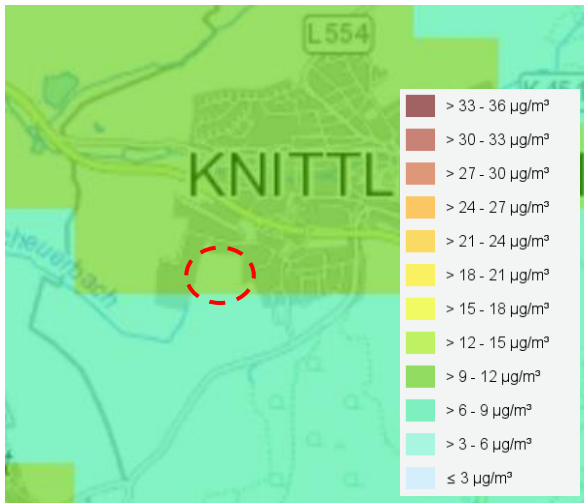 L 554
KNITTL
> 33 - 36 µg/m³
> 30 - 33 µg/m³
> 27 - 30 µg/m³
> 24 - 27 µg/m³
> 21 - 24 µg/m³
> 18 - 21 µg/m³
> 15 - 18 µg/m³
> 12 - 15 µg/m³
> 9 - 12 µg/m³
> 6 - 9 µg/m³
> 3 - 6 µg/m³
≤ 3 µg/m³